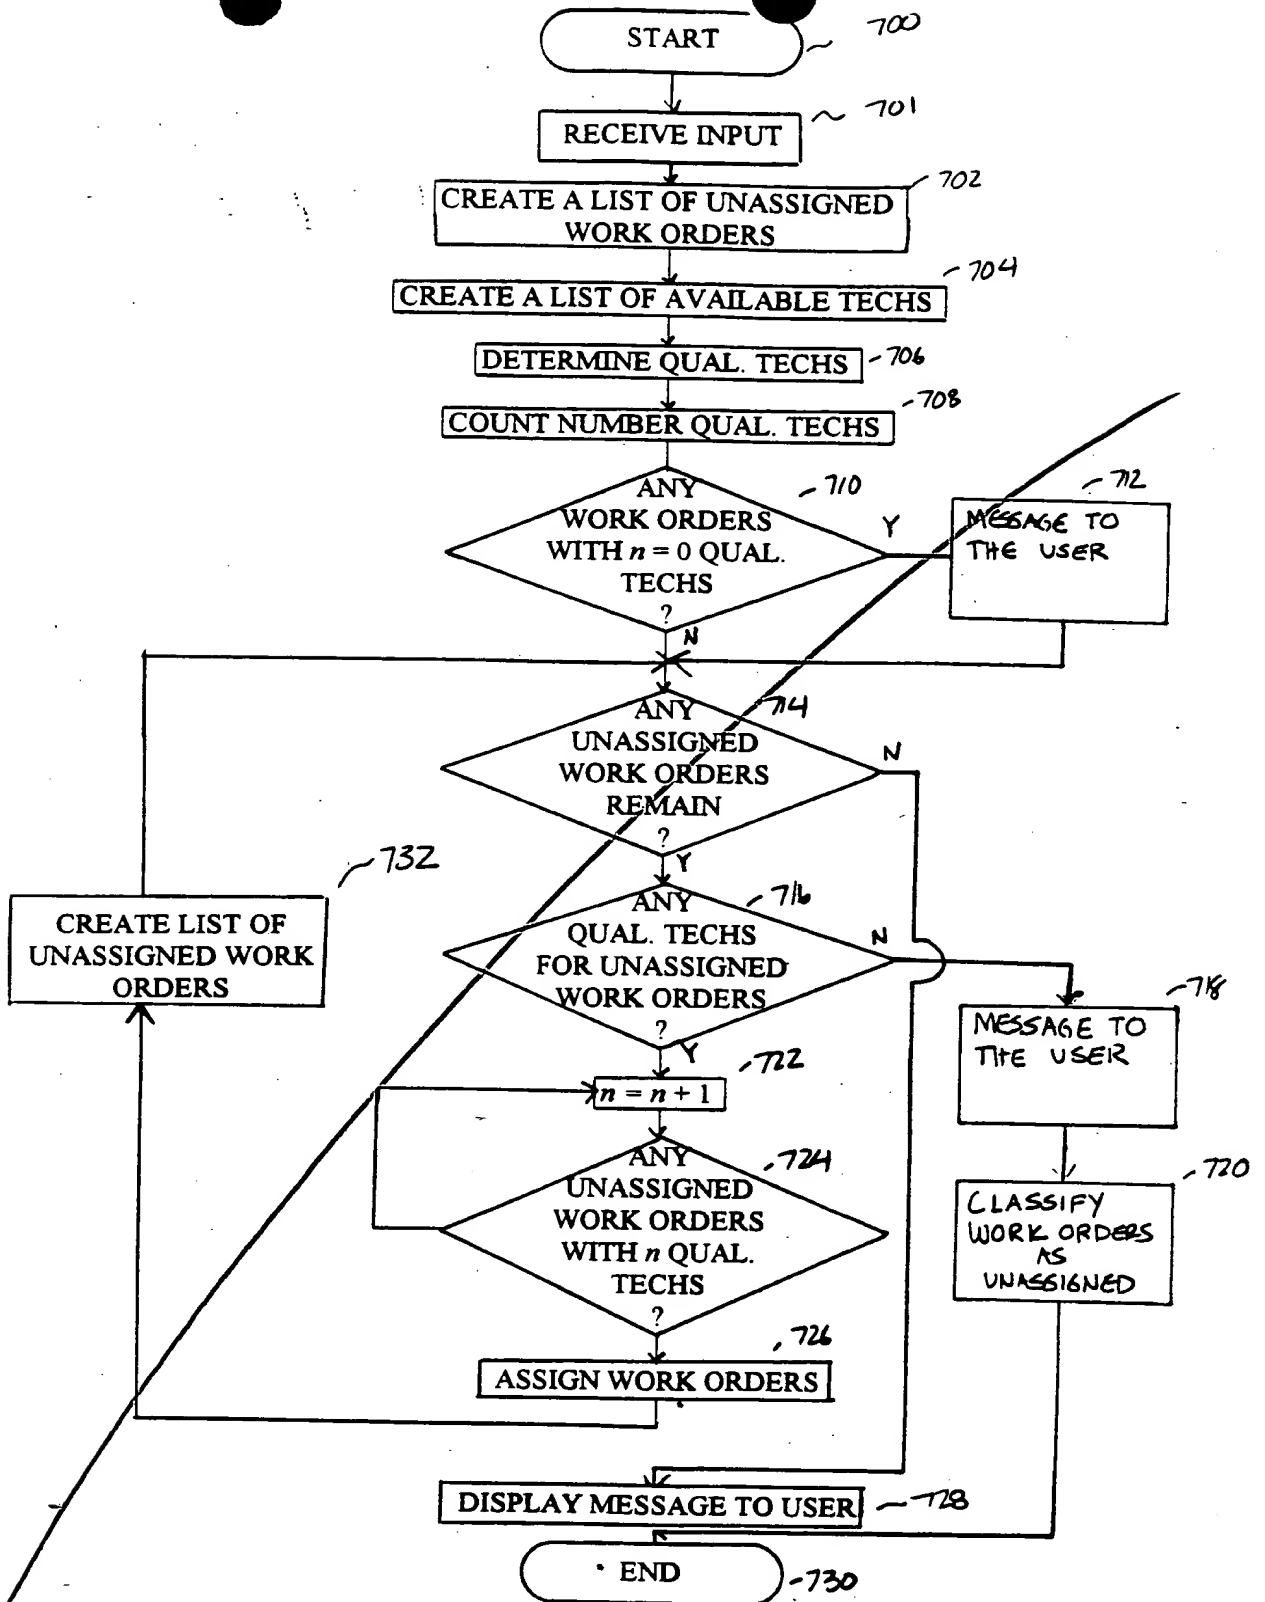 START
700
RECEIVE INPUT
701
CREATE A LIST OF UNASSIGNED
WORK ORDERS
702
CREATE A LIST OF AVAILABLE TECHS
704
DETERMINE QUAL. TECHS
706
COUNT NUMBER QUAL. TECHS
708
ANY
WORK ORDERS
WITH n = 0 QUAL.
TECHS
?
710
Y
N
712
MESSAGE TO
THE USER
714
ANY
UNASSIGNED
WORK ORDERS
REMAIN
?
N
Y
732
CREATE LIST OF
UNASSIGNED WORK
ORDERS
716
ANY
QUAL. TECHS
FOR UNASSIGNED
WORK ORDERS
?
N
Y
718
MESSAGE TO
THE USER
722
n = n + 1
724
ANY
UNASSIGNED
WORK ORDERS
WITH n QUAL.
TECHS
?
720
CLASSIFY
WORK ORDERS
AS
UNASSIGNED
726
ASSIGN WORK ORDERS
DISPLAY MESSAGE TO USER
728
END
730